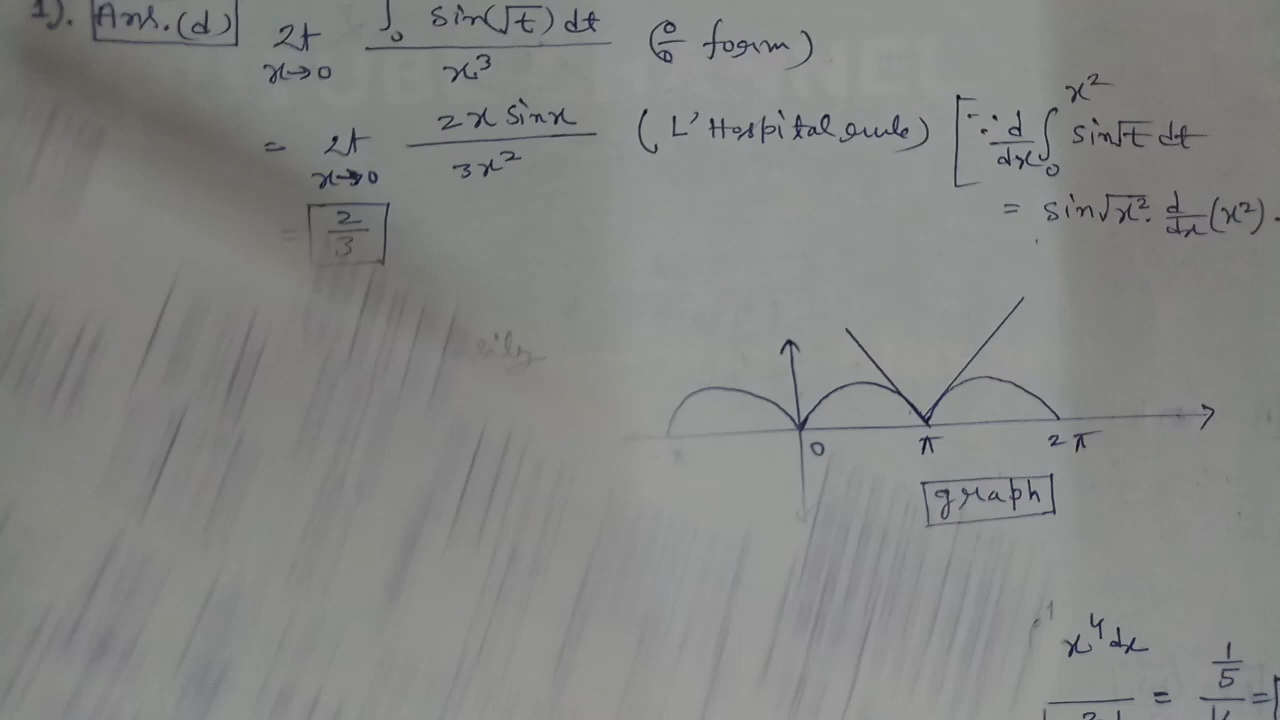 1). Ans.(d) Lt x→0 ∫₀ sin(√t) dt / x³ (0/0 form)
= Lt x→0 2x sinx / 3x² (L'Hospital rule) [∵ d/dx ∫₀^x² sin√t dt
= 2/3
= sin√x². d/dx (x²).
0 π 2π
graph
x⁴dx = 1/5